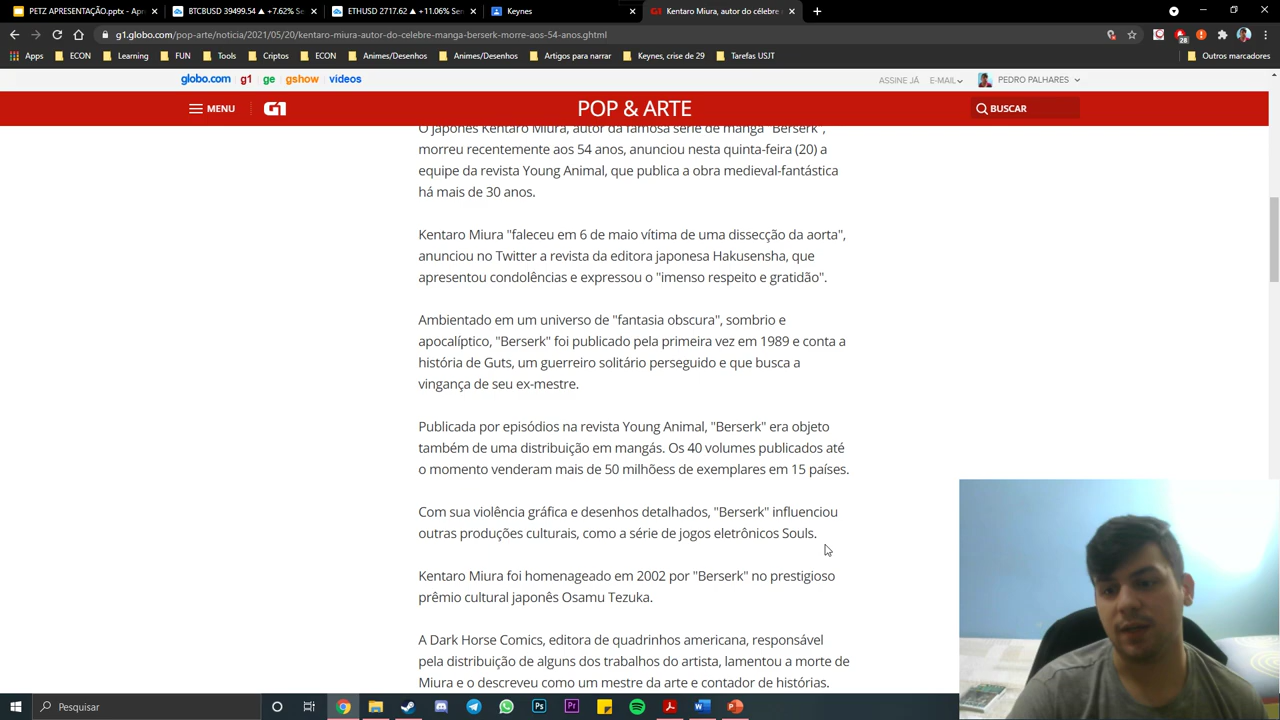 PETZ APRESENTAÇÃO.pptx - Apre
BTCBUSD 39499.54 ▲ +7.62% S
ETHUSD 2717.62 ▲ +11.06% Sem
Keynes
Kentaro Miura, autor do célebre
g1.globo.com/pop-arte/noticia/2021/05/20/kentaro-miura-autor-do-celebre-manga-berserk-morre-aos-54-anos.ghtml
Apps ECON Learning FUN Tools Criptos ECON Animes/Desenhos Animes/Desenhos Artigos para narrar Keynes, crise de 29 Tarefas USJT Outros marcadores
globo.com g1 ge gshow videos ASSINE JÁ E-MAIL PEDRO PALHARES
MENU G1 POP & ARTE BUSCAR
O japonês Kentaro Miura, autor da famosa série de mangá "Berserk",
morreu recentemente aos 54 anos, anunciou nesta quinta-feira (20) a
equipe da revista Young Animal, que publica a obra medieval-fantástica
há mais de 30 anos.
Kentaro Miura "faleceu em 6 de maio vítima de uma dissecção da aorta",
anunciou no Twitter a revista da editora japonesa Hakusensha, que
apresentou condolências e expressou o "imenso respeito e gratidão".
Ambientado em um universo de "fantasia obscura", sombrio e
apocalíptico, "Berserk" foi publicado pela primeira vez em 1989 e conta a
história de Guts, um guerreiro solitário perseguido e que busca a
vingança de seu ex-mestre.
Publicada por episódios na revista Young Animal, "Berserk" era objeto
também de uma distribuição em mangás. Os 40 volumes publicados até
o momento venderam mais de 50 milhõess de exemplares em 15 países.
Com sua violência gráfica e desenhos detalhados, "Berserk" influenciou
outras produções culturais, como a série de jogos eletrônicos Souls.
Kentaro Miura foi homenageado em 2002 por "Berserk" no prestigioso
prêmio cultural japonês Osamu Tezuka.
A Dark Horse Comics, editora de quadrinhos americana, responsável
pela distribuição de alguns dos trabalhos do artista, lamentou a morte de
Miura e o descreveu como um mestre da arte e contador de histórias.
Pesquisar